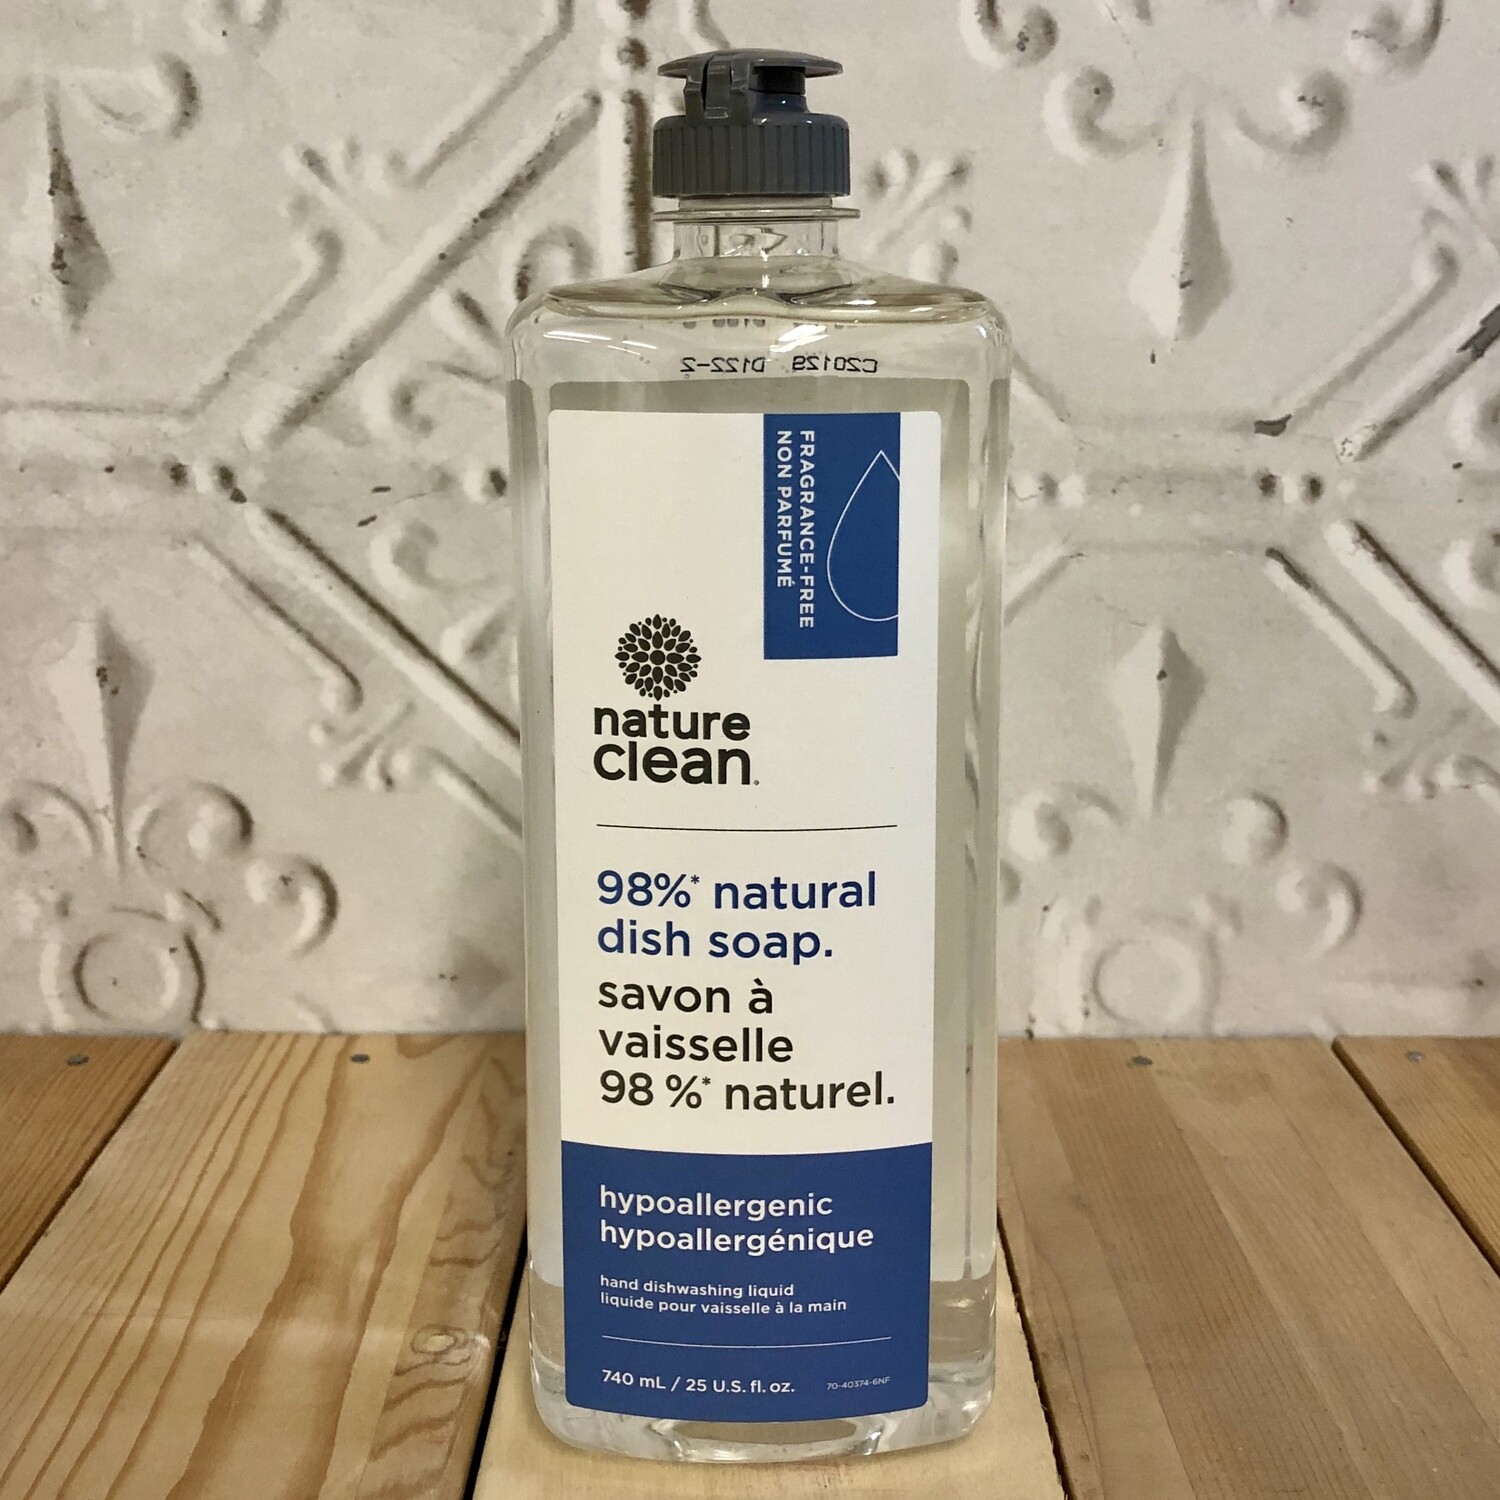 C20129 D122-2
FRAGRANCE-FREE
NON PARFUMÉ
nature
clean®
98%* natural
dish soap.
savon à
vaisselle
98 %* naturel.
hypoallergenic
hypoallergénique
hand dishwashing liquid
liquide pour vaisselle à la main
740 mL / 25 U.S. fl. oz.
70-40374-6NF